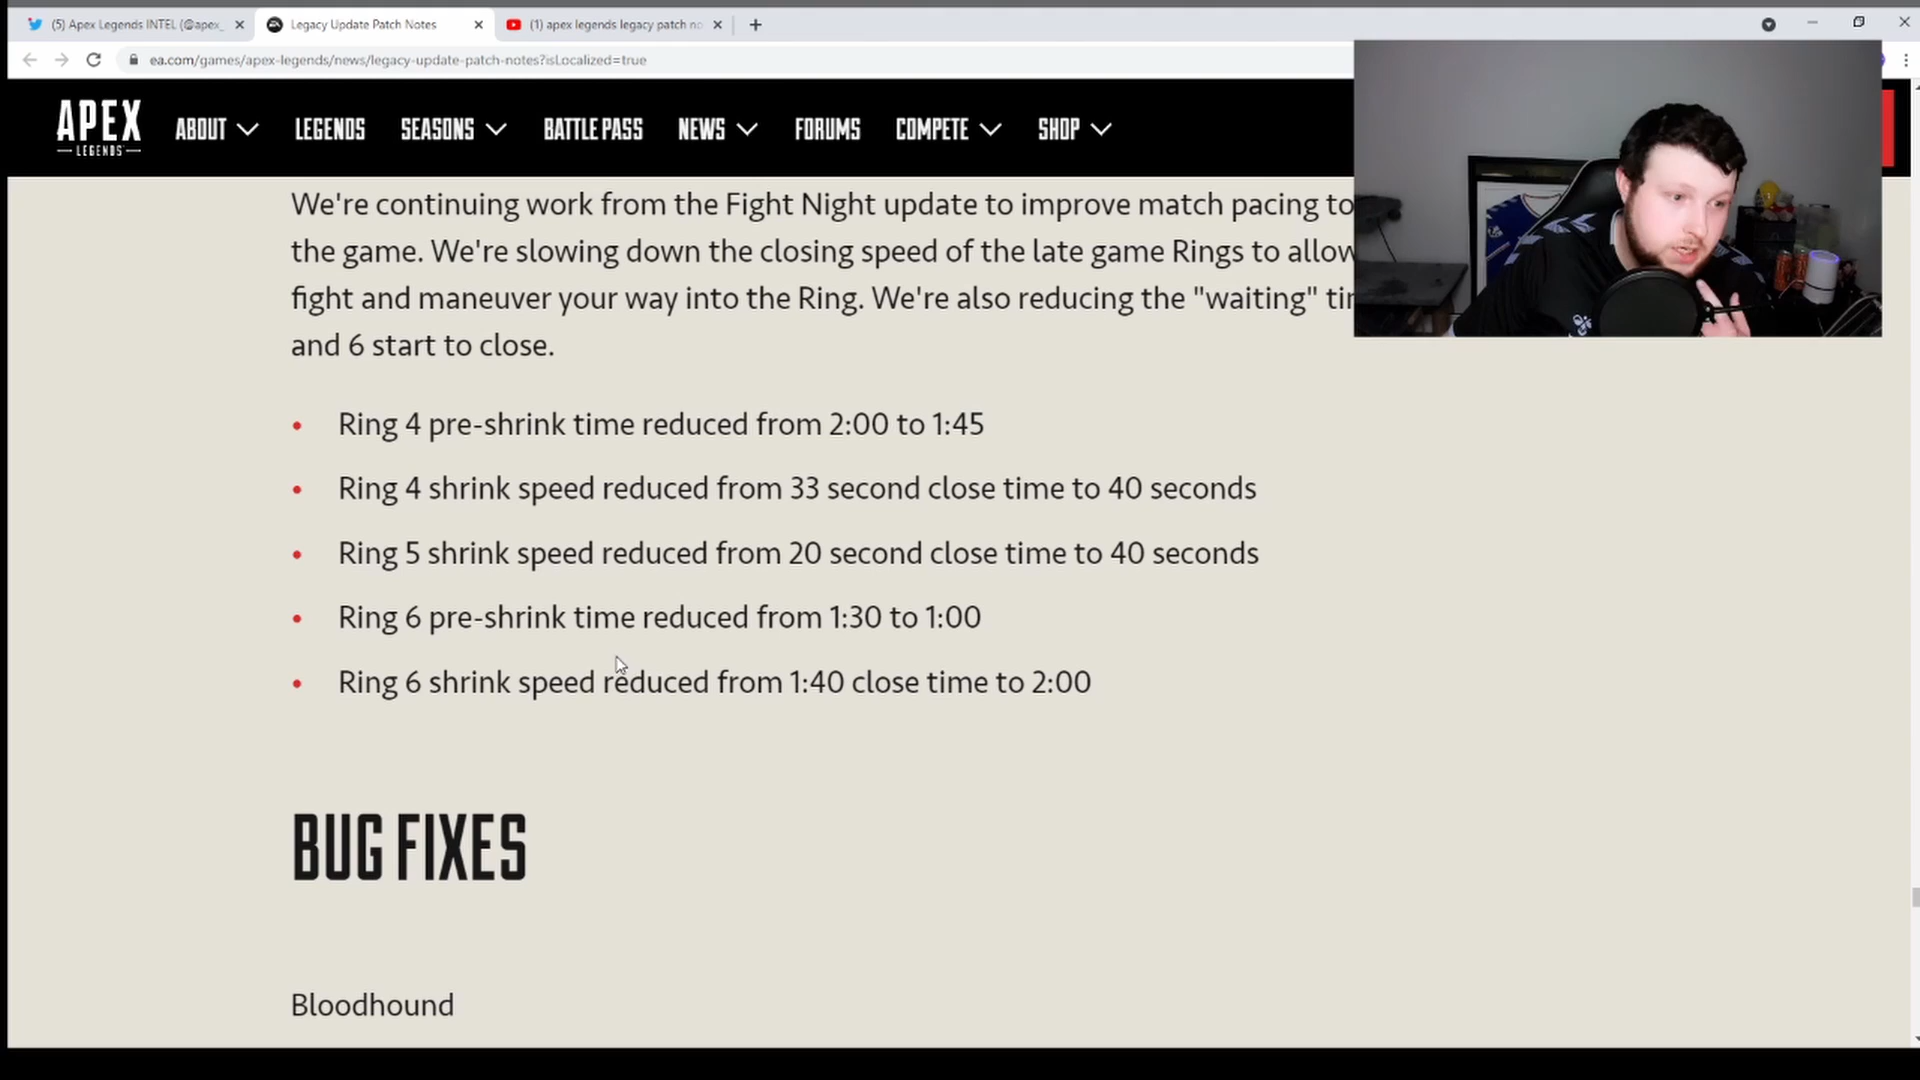 (5) Apex Legends INTEL (@apex_
Legacy Update Patch Notes
(1) apex legends legacy patch no
ea.com/games/apex-legends/news/legacy-update-patch-notes?isLocalized=true
APEX
LEGENDS
ABOUT
LEGENDS
SEASONS
BATTLE PASS
NEWS
FORUMS
COMPETE
SHOP
We're continuing work from the Fight Night update to improve match pacing to
the game. We're slowing down the closing speed of the late game Rings to allow
fight and maneuver your way into the Ring. We're also reducing the "waiting" ti
and 6 start to close.
• Ring 4 pre-shrink time reduced from 2:00 to 1:45
• Ring 4 shrink speed reduced from 33 second close time to 40 seconds
• Ring 5 shrink speed reduced from 20 second close time to 40 seconds
• Ring 6 pre-shrink time reduced from 1:30 to 1:00
• Ring 6 shrink speed reduced from 1:40 close time to 2:00
BUG FIXES
Bloodhound